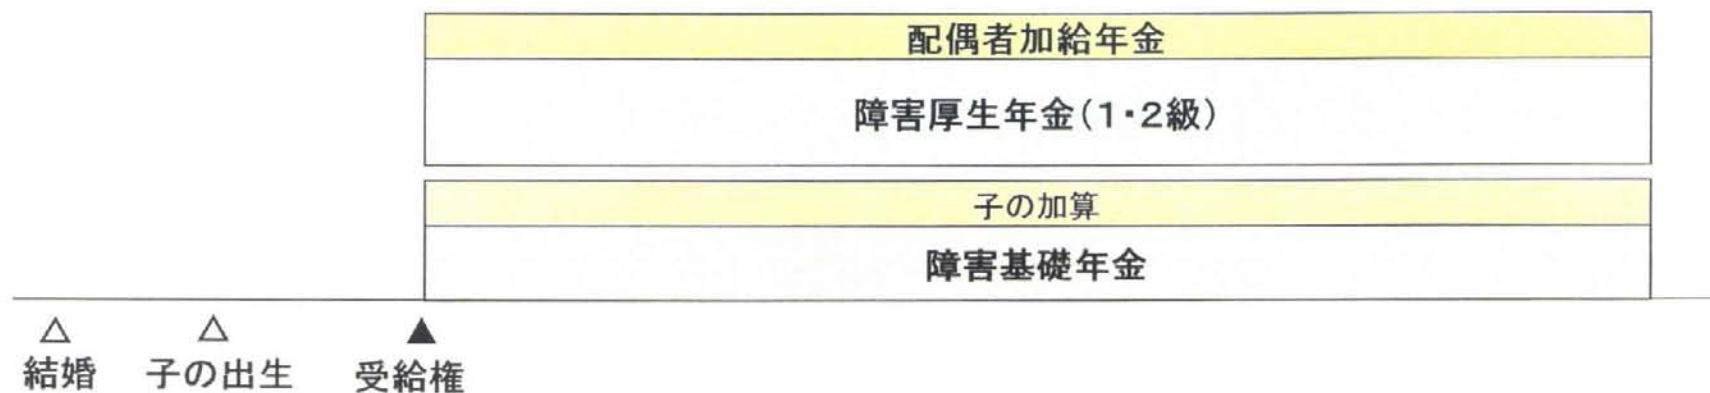 配偶者加給年金
障害厚生年金(1・2級)
子の加算
障害基礎年金
△ △ ▲
結婚 子の出生 受給権